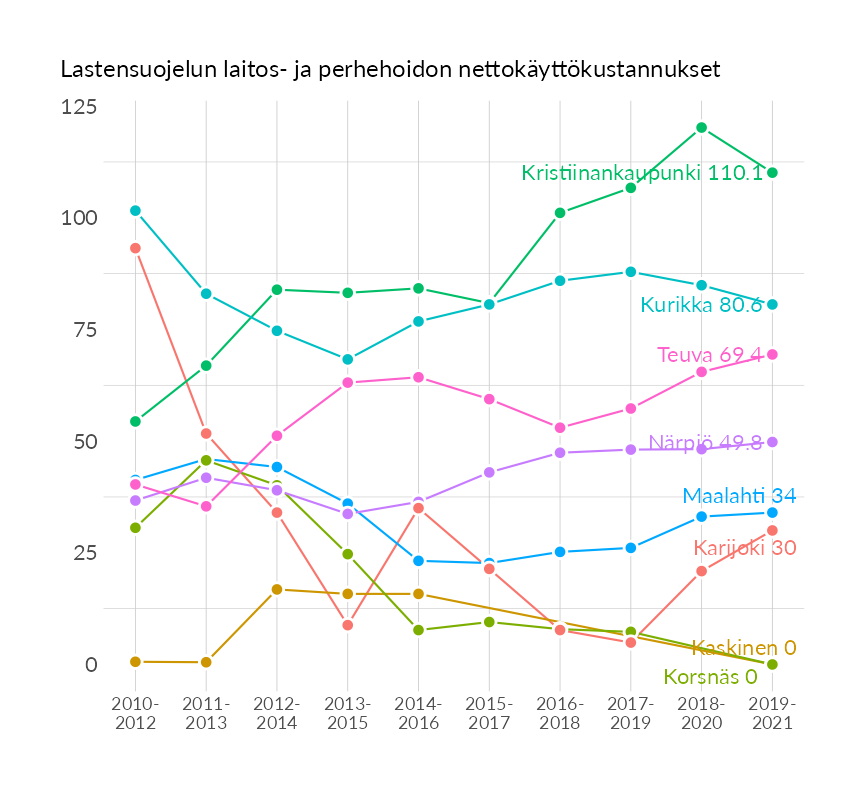 Lastensuojelun laitos- ja perhehoidon nettokäyttökustannukset
125
100
75
50
25
0
Kristiinankaupunki 110.1
Kurikka 80.6
Teuva 69.4
Närpiö 49.8
Maalahti 34
Karijoki 30
Kaskinen 0
Korsnäs 0
2010-
2012
2011-
2013
2012-
2014
2013-
2015
2014-
2016
2015-
2017
2016-
2018
2017-
2019
2018-
2020
2019-
2021